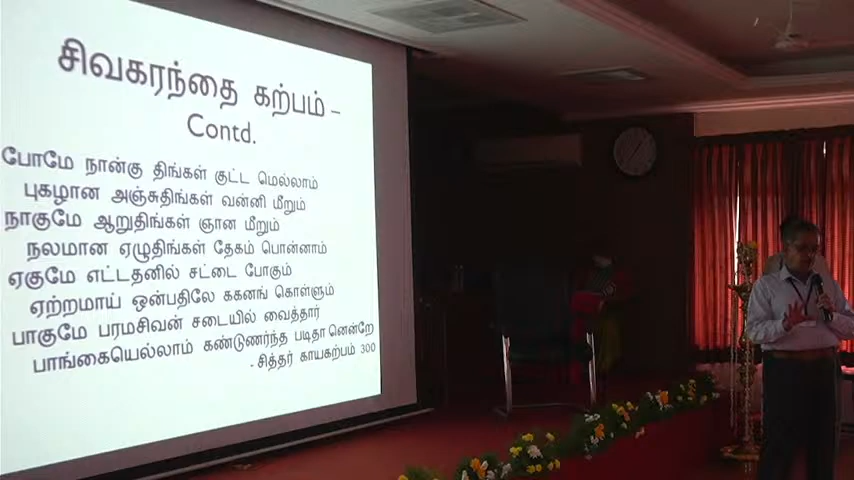 சிவகரந்தை கற்பம் –
Contd.
போமே நான்கு திங்கள் குட்ட மெல்லாம்
புகழான அஞ்சுதிங்கள் வன்னி மீறும்
நாகுமே ஆறுதிங்கள் ஞான மீறும்
நலமான ஏழுதிங்கள் தேகம் பொன்னாம்
ஏகுமே எட்டதனில் சட்டை போகும்
ஏற்றமாய் ஒன்பதிலே ககனங் கொள்ளும்
பாகுமே பரமசிவன் சடையில் வைத்தார்
பாங்கையெல்லாம் கண்டுணர்ந்த படிதா னென்றே
- சித்தர் காயகற்பம் 300